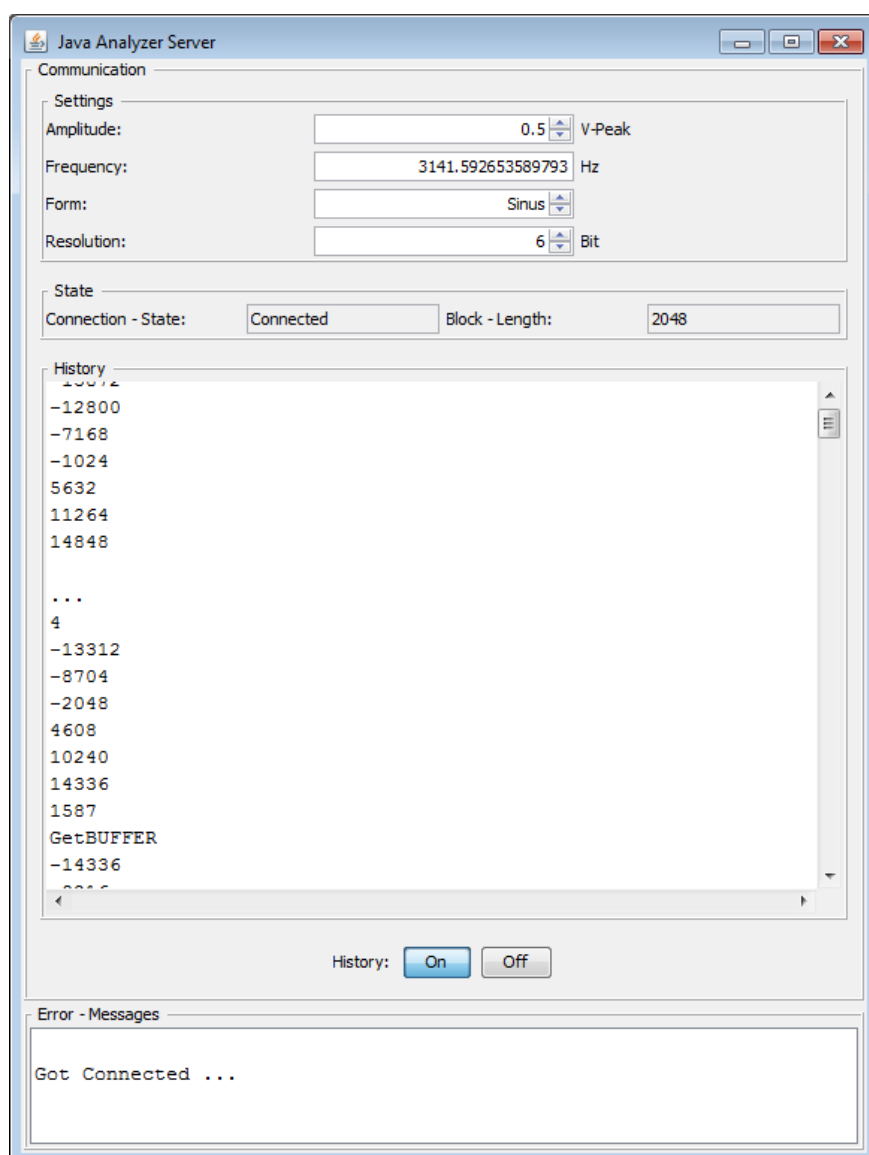 Java Analyzer Server
Communication
Settings
Amplitude: 0.5 V-Peak
Frequency: 3141.592653589793 Hz
Form: Sinus
Resolution: 6 Bit
State
Connection - State: Connected Block - Length: 2048
History
-12800
-7168
-1024
5632
11264
14848
...
4
-13312
-8704
-2048
4608
10240
14336
1587
GetBUFFER
-14336
History: On Off
Error - Messages
Got Connected ...